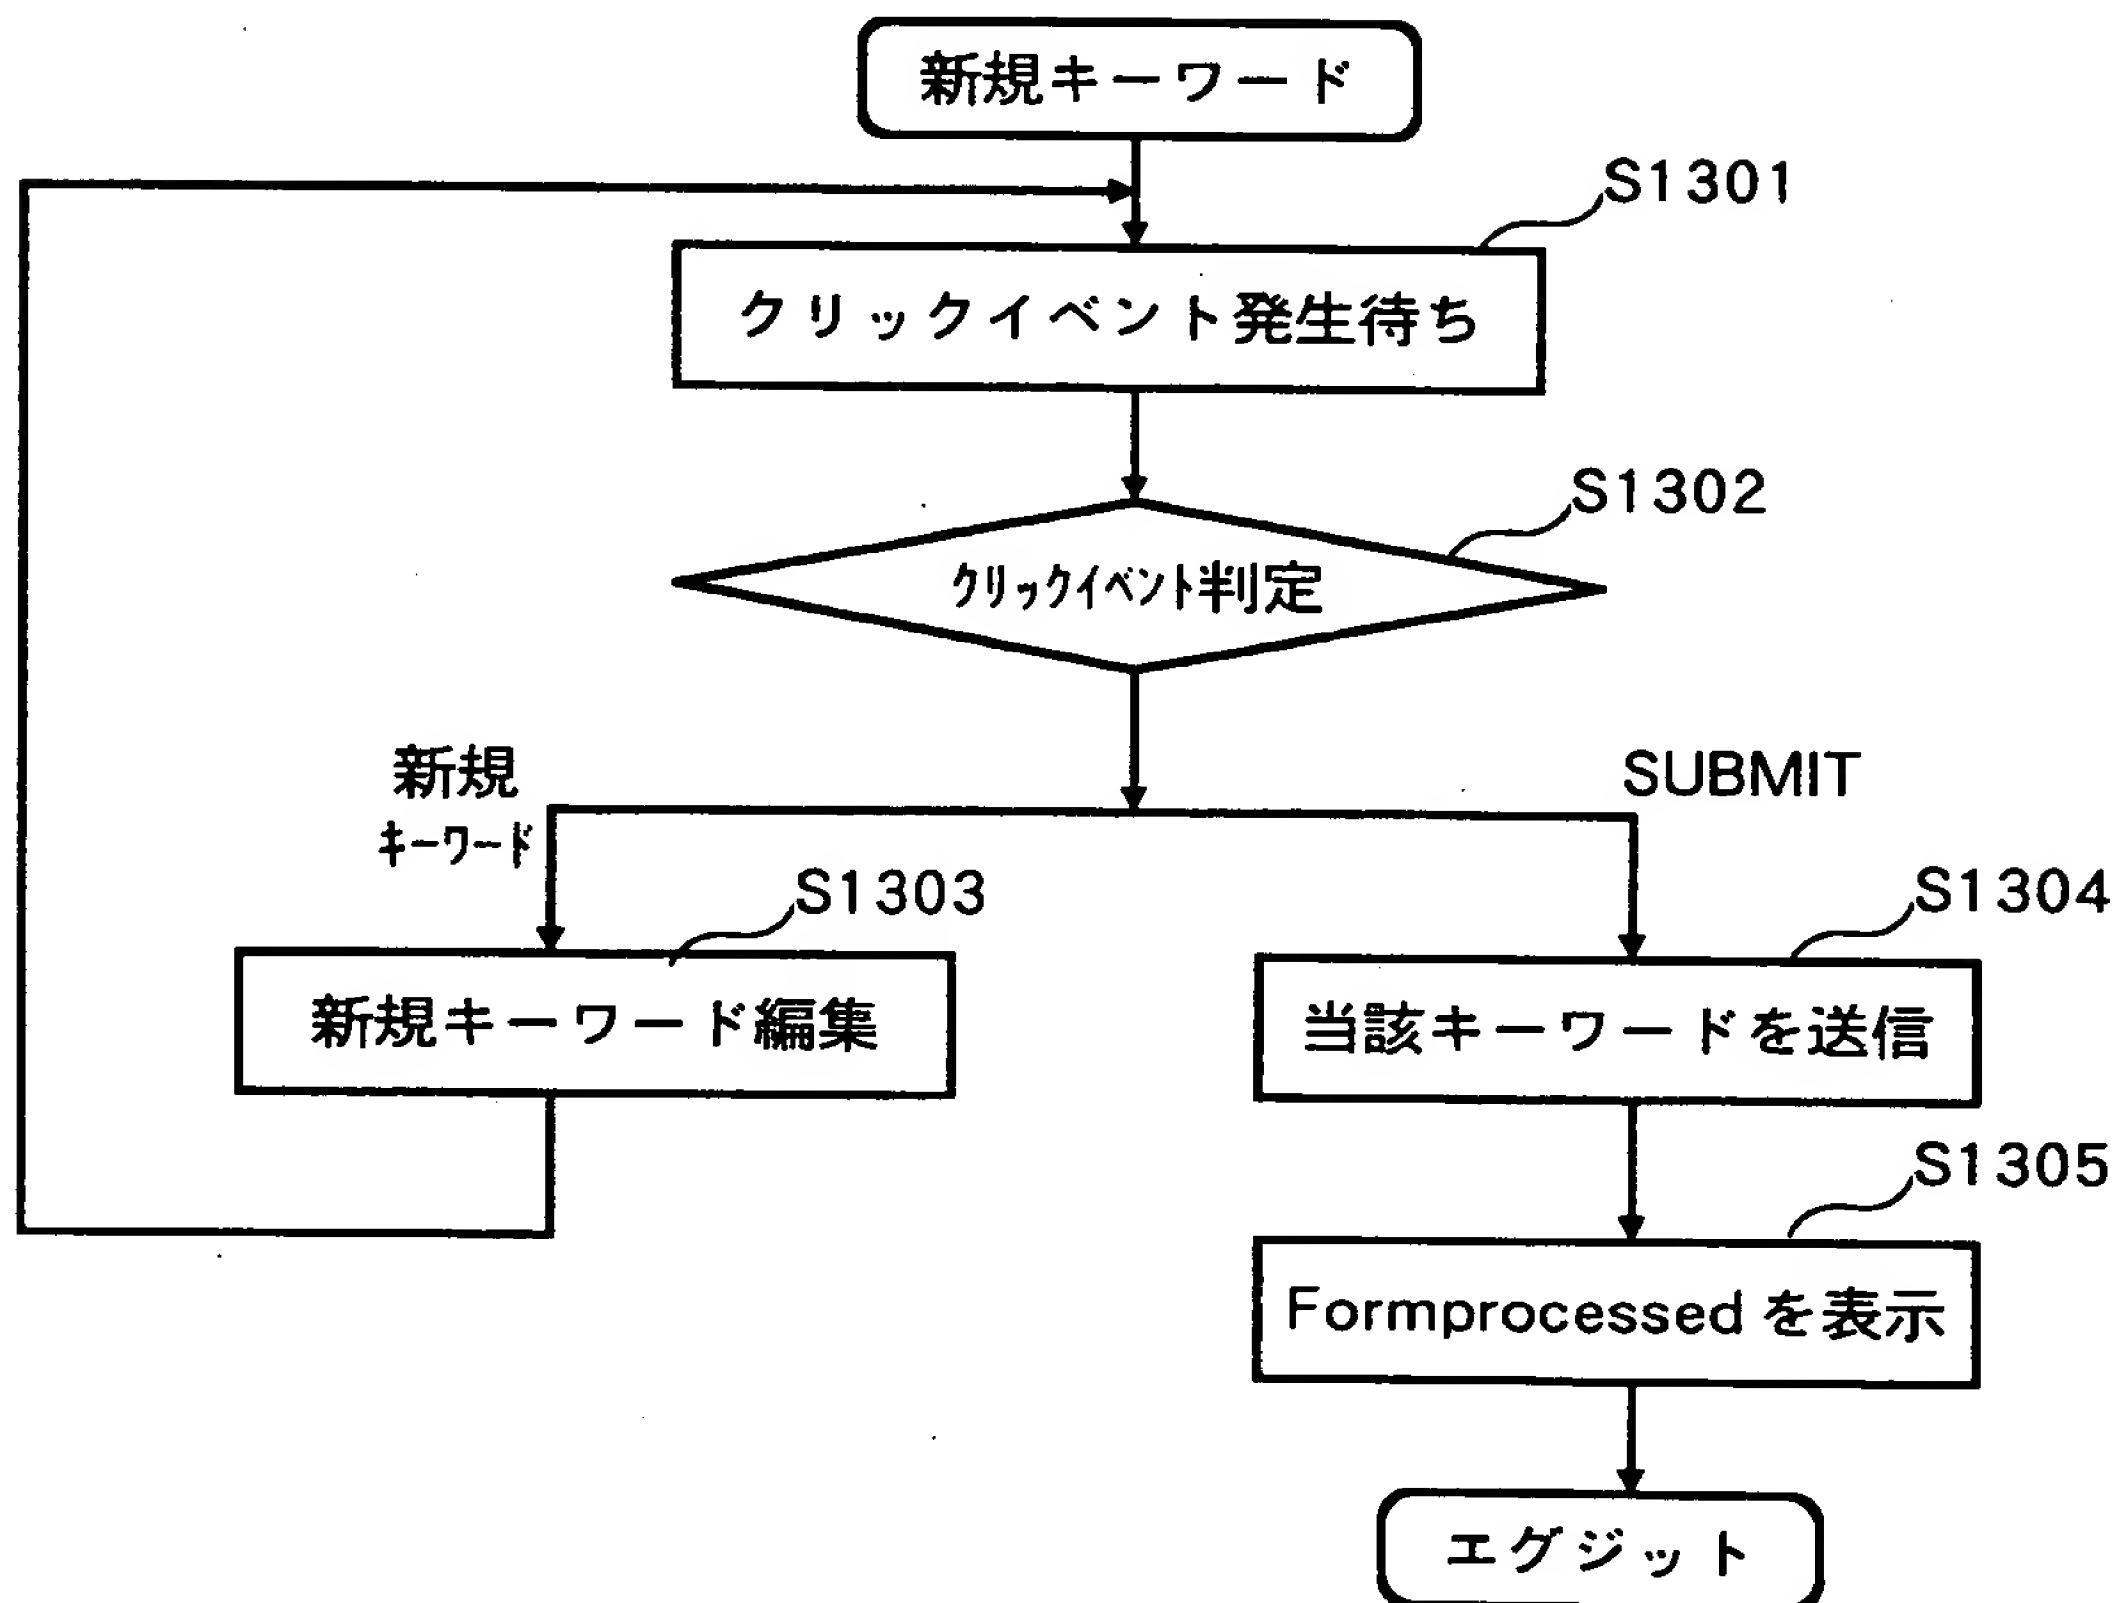 新規キーワード
S1301
クリックイベント発生待ち
S1302
クリックイベント判定
新規
キーワード
SUBMIT
S1303
S1304
新規キーワード編集
当該キーワードを送信
S1305
Formprocessedを表示
エグジット